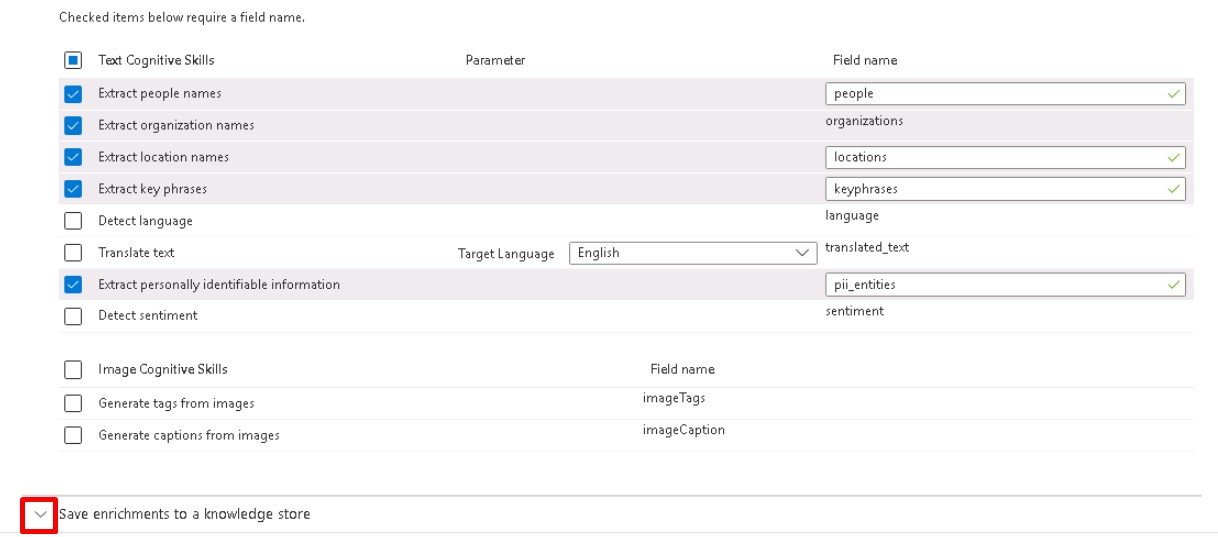 Checked items below require a field name.
Text Cognitive Skills Parameter Field name
Extract people names people
Extract organization names organizations
Extract location names locations
Extract key phrases keyphrases
Detect language language
Translate text Target Language English translated_text
Extract personally identifiable information pii_entities
Detect sentiment sentiment
Image Cognitive Skills Field name
Generate tags from images imageTags
Generate captions from images imageCaption
Save enrichments to a knowledge store